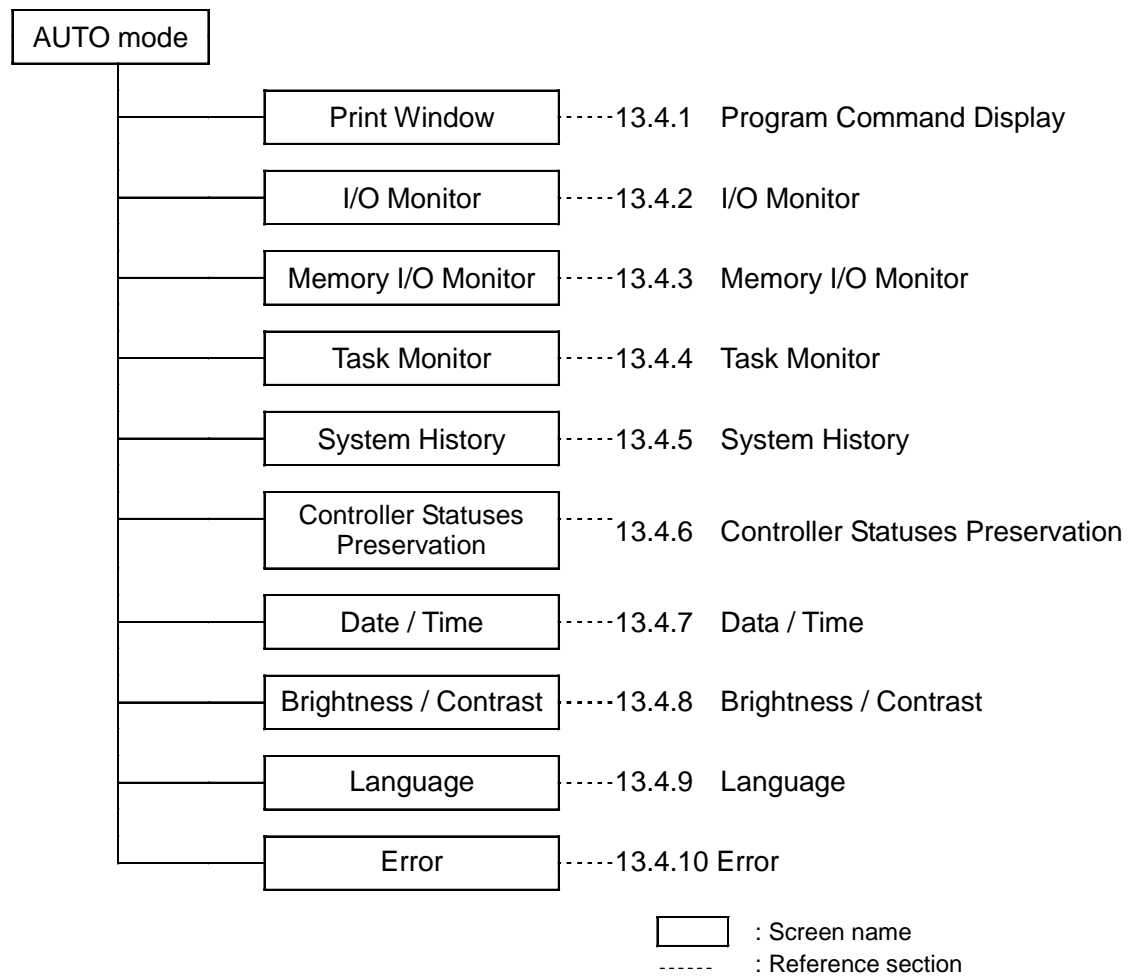 AUTO mode
Print Window 13.4.1 Program Command Display
I/O Monitor 13.4.2 I/O Monitor
Memory I/O Monitor 13.4.3 Memory I/O Monitor
Task Monitor 13.4.4 Task Monitor
System History 13.4.5 System History
Controller Statuses
Preservation
13.4.6 Controller Statuses Preservation
Date / Time 13.4.7 Data / Time
Brightness / Contrast 13.4.8 Brightness / Contrast
Language 13.4.9 Language
Error 13.4.10 Error
: Screen name
: Reference section